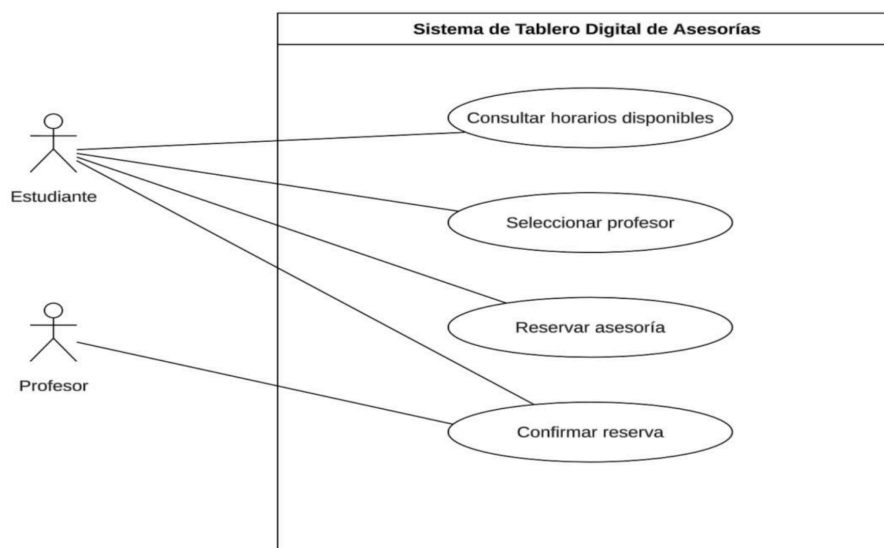 Sistema de Tablero Digital de Asesorías
Consultar horarios disponibles
Estudiante
Seleccionar profesor
Reservar asesoría
Profesor
Confirmar reserva